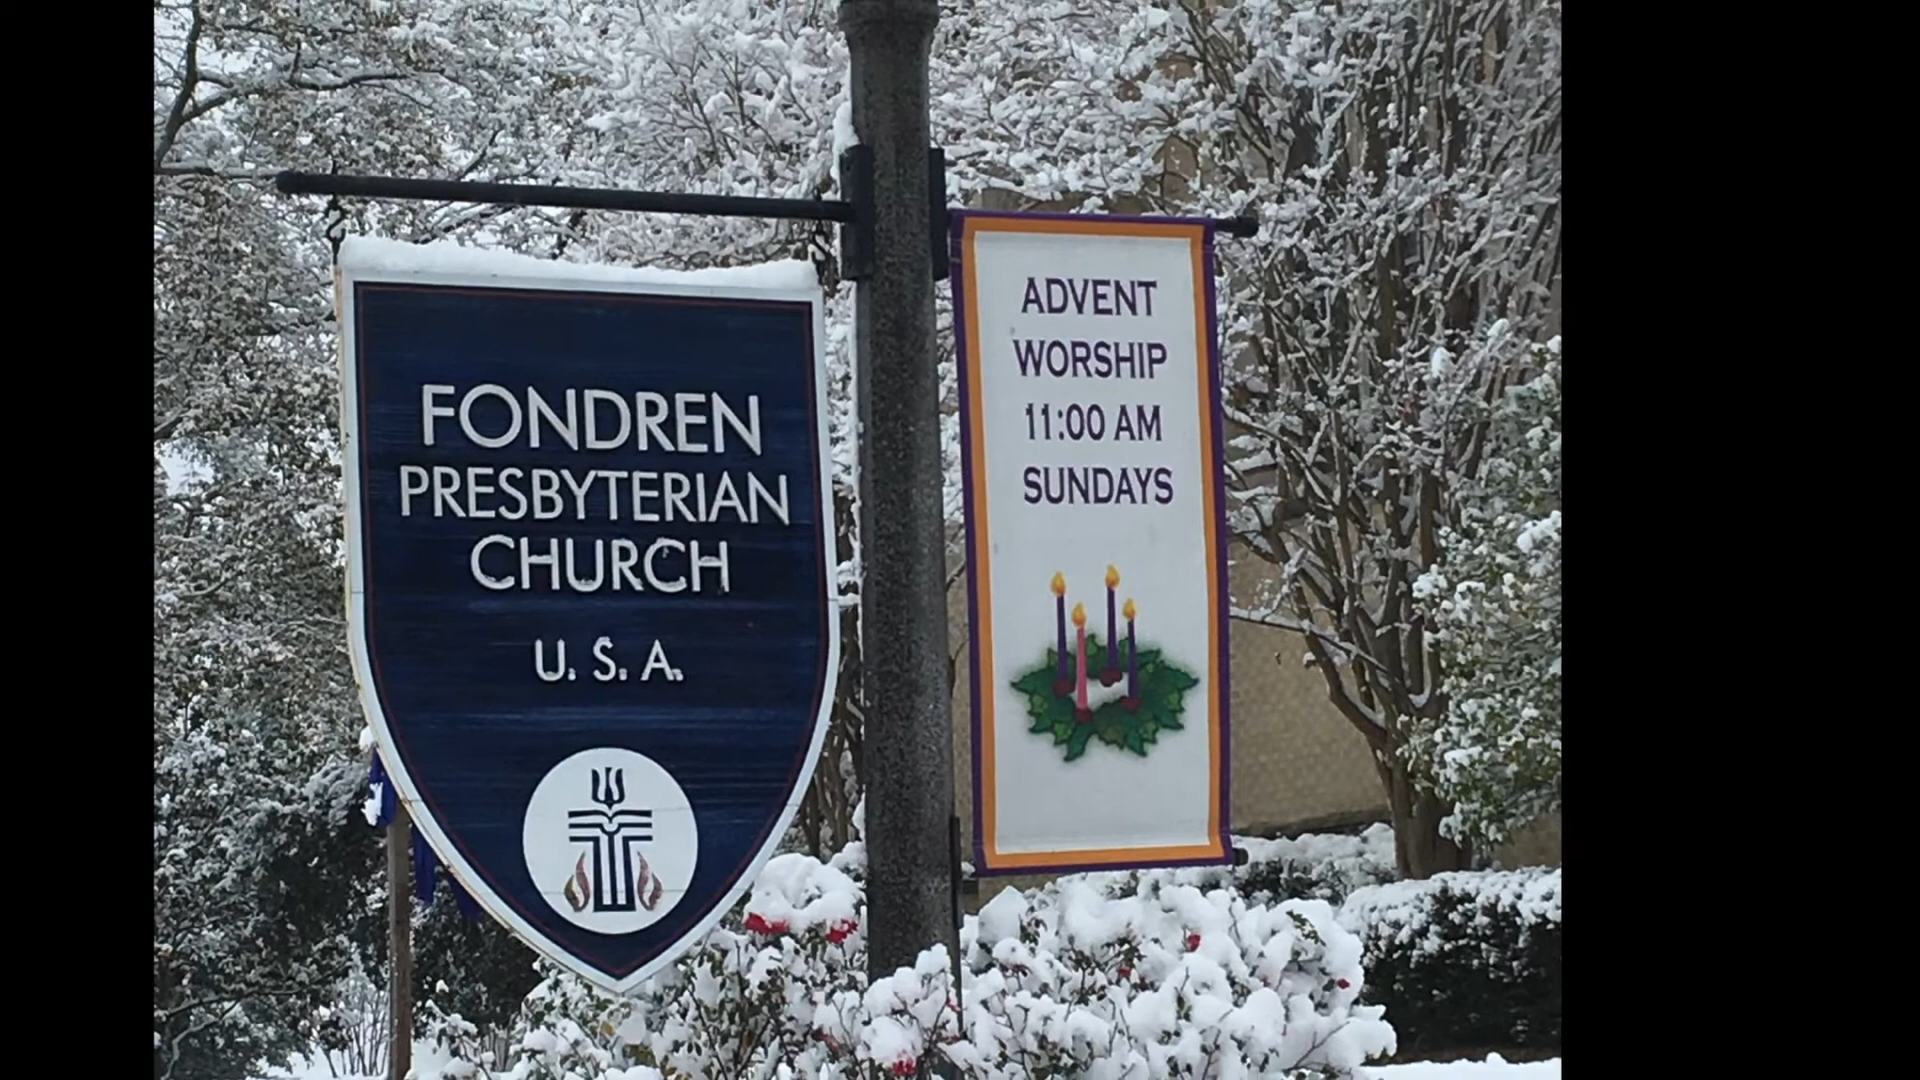 FONDREN
PRESBYTERIAN
CHURCH
U. S. A.
ADVENT
WORSHIP
11:00 AM
SUNDAYS